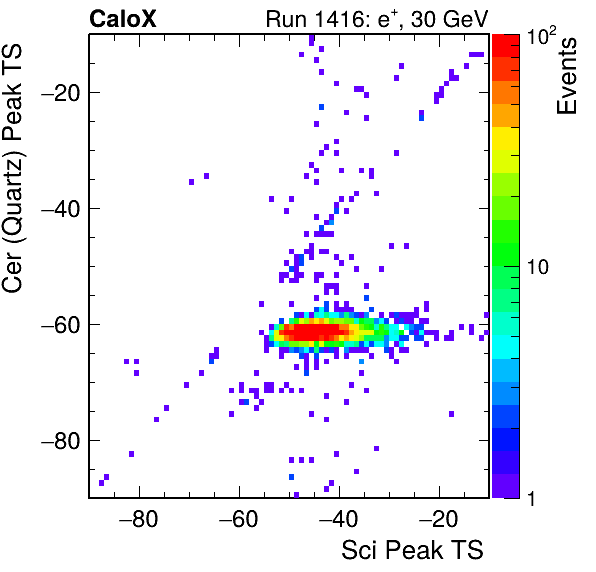 CaloX Run 1416: e⁺, 30 GeV
Cer (Quartz) Peak TS
−20
−40
−60
−80
−80 −60 −40 −20
Sci Peak TS
10²
10
1
Events